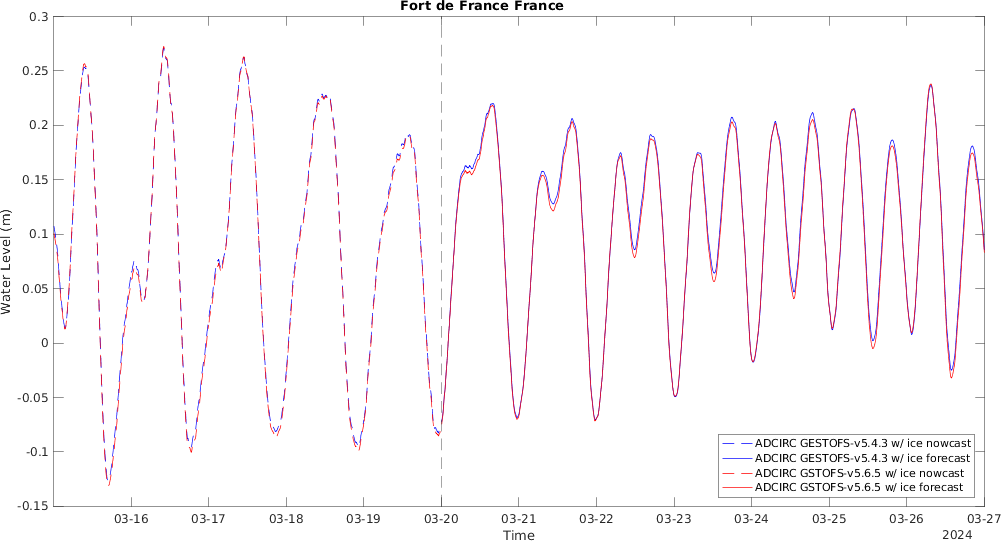 Fort de France France
0.3
0.25
0.2
0.15
0.1
0.05
0
-0.05
-0.1
-0.15
Water Level (m)
ADCIRC GESTOFS-v5.4.3 w/ ice nowcast
ADCIRC GESTOFS-v5.4.3 w/ ice forecast
ADCIRC GSTOFS-v5.6.5 w/ ice nowcast
ADCIRC GSTOFS-v5.6.5 w/ ice forecast
03-16 03-17 03-18 03-19 03-20 03-21 03-22 03-23 03-24 03-25 03-26 03-27
Time
2024